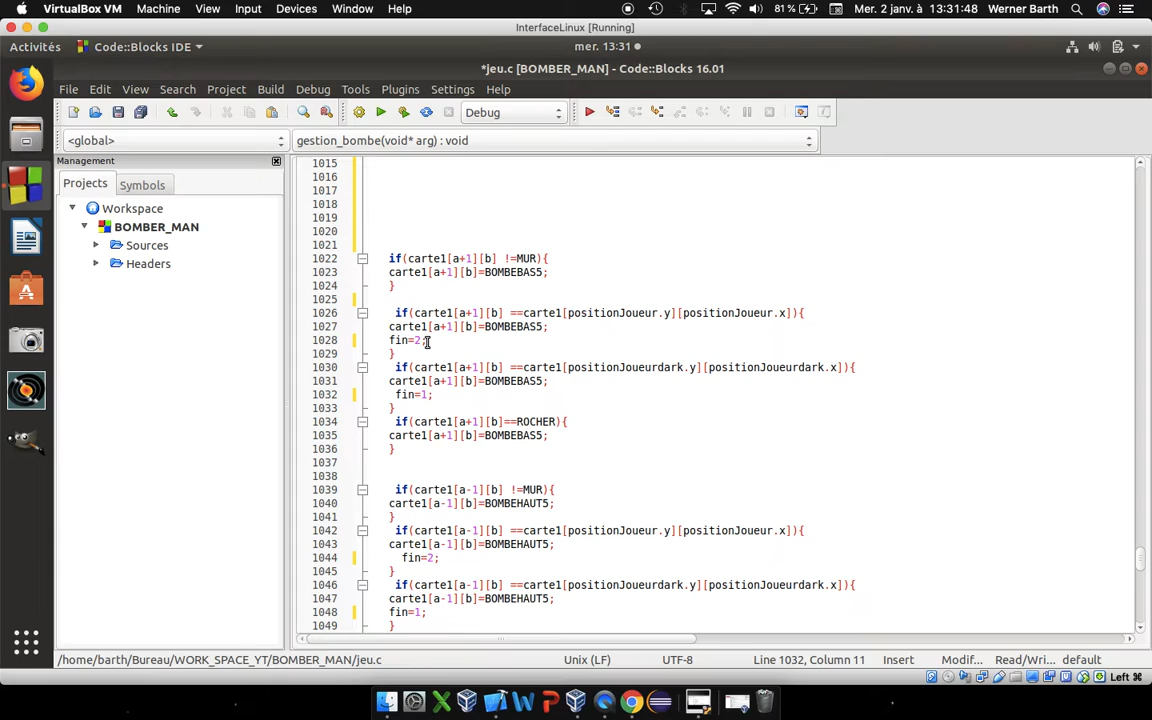 VirtualBox VM Machine View Input Devices Window Help 81 % Mer. 2 janv. à 13:31:48 Werner Barth
InterfaceLinux [Running]
Activités Code::Blocks IDE mer. 13:31
*jeu.c [BOMBER_MAN] - Code::Blocks 16.01
File Edit View Search Project Build Debug Tools Plugins Settings Help
Debug
<global> gestion_bombe(void* arg) : void
Management
Projects Symbols
Workspace
BOMBER_MAN
Sources
Headers
1015
1016
1017
1018
1019
1020
1021
1022 if(carte1[a+1][b] !=MUR){
1023 carte1[a+1][b]=BOMBEBAS5;
1024 }
1025
1026 if(carte1[a+1][b] ==carte1[positionJoueur.y][positionJoueur.x]){
1027 carte1[a+1][b]=BOMBEBAS5;
1028 fin=2;
1029 }
1030 if(carte1[a+1][b] ==carte1[positionJoueurdark.y][positionJoueurdark.x]){
1031 carte1[a+1][b]=BOMBEBAS5;
1032 fin=1;
1033 }
1034 if(carte1[a+1][b]==ROCHER){
1035 carte1[a+1][b]=BOMBEBAS5;
1036 }
1037
1038
1039 if(carte1[a-1][b] !=MUR){
1040 carte1[a-1][b]=BOMBEHAUT5;
1041 }
1042 if(carte1[a-1][b] ==carte1[positionJoueur.y][positionJoueur.x]){
1043 carte1[a-1][b]=BOMBEHAUT5;
1044 fin=2;
1045 }
1046 if(carte1[a-1][b] ==carte1[positionJoueurdark.y][positionJoueurdark.x]){
1047 carte1[a-1][b]=BOMBEHAUT5;
1048 fin=1;
1049 }
/home/barth/Bureau/WORK_SPACE_YT/BOMBER_MAN/jeu.c Unix (LF) UTF-8 Line 1032, Column 11 Insert Modif... Read/Wri... default
Left ⌘